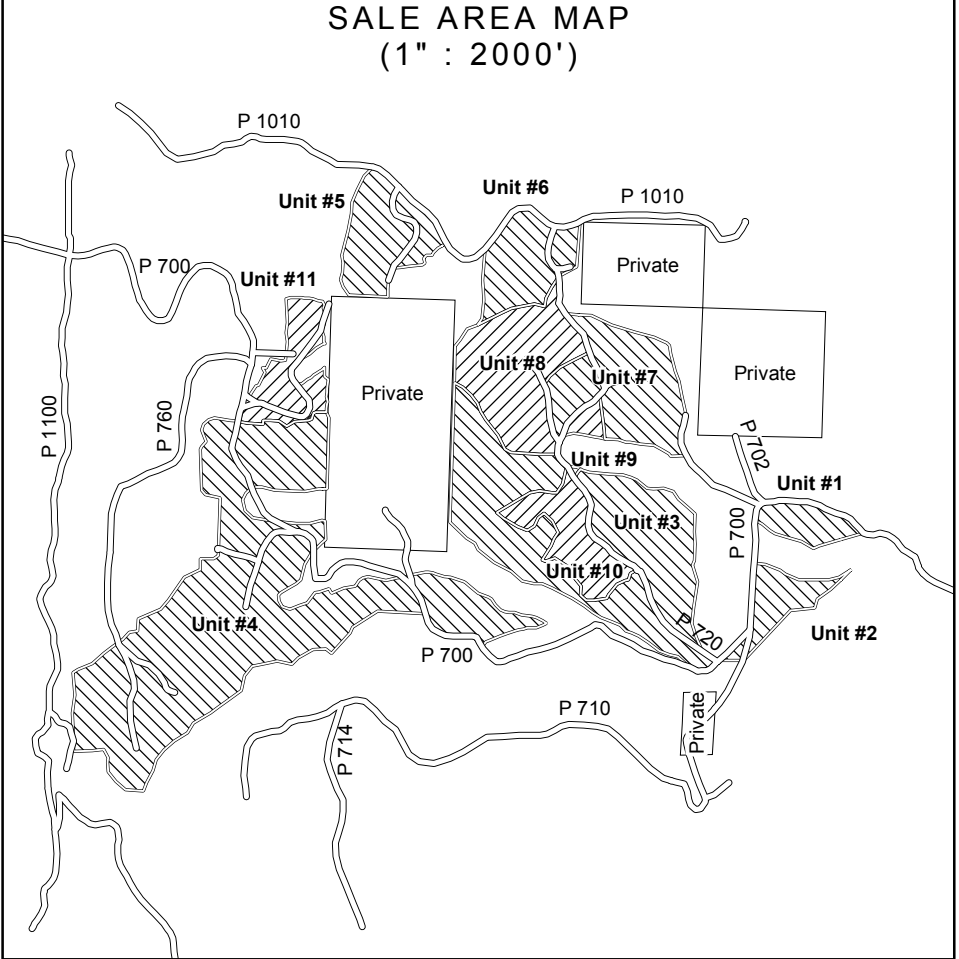 SALE AREA MAP
(1" : 2000')
P 1010
Unit #6
Unit #5
P 1010
P 700
Unit #11
Private
Unit #8
Unit #7
Private
Private
P 1100
P 760
P 702
Unit #9
Unit #1
Unit #3
P 700
Unit #10
Unit #4
P 720
Unit #2
P 700
Private
P 710
P 714